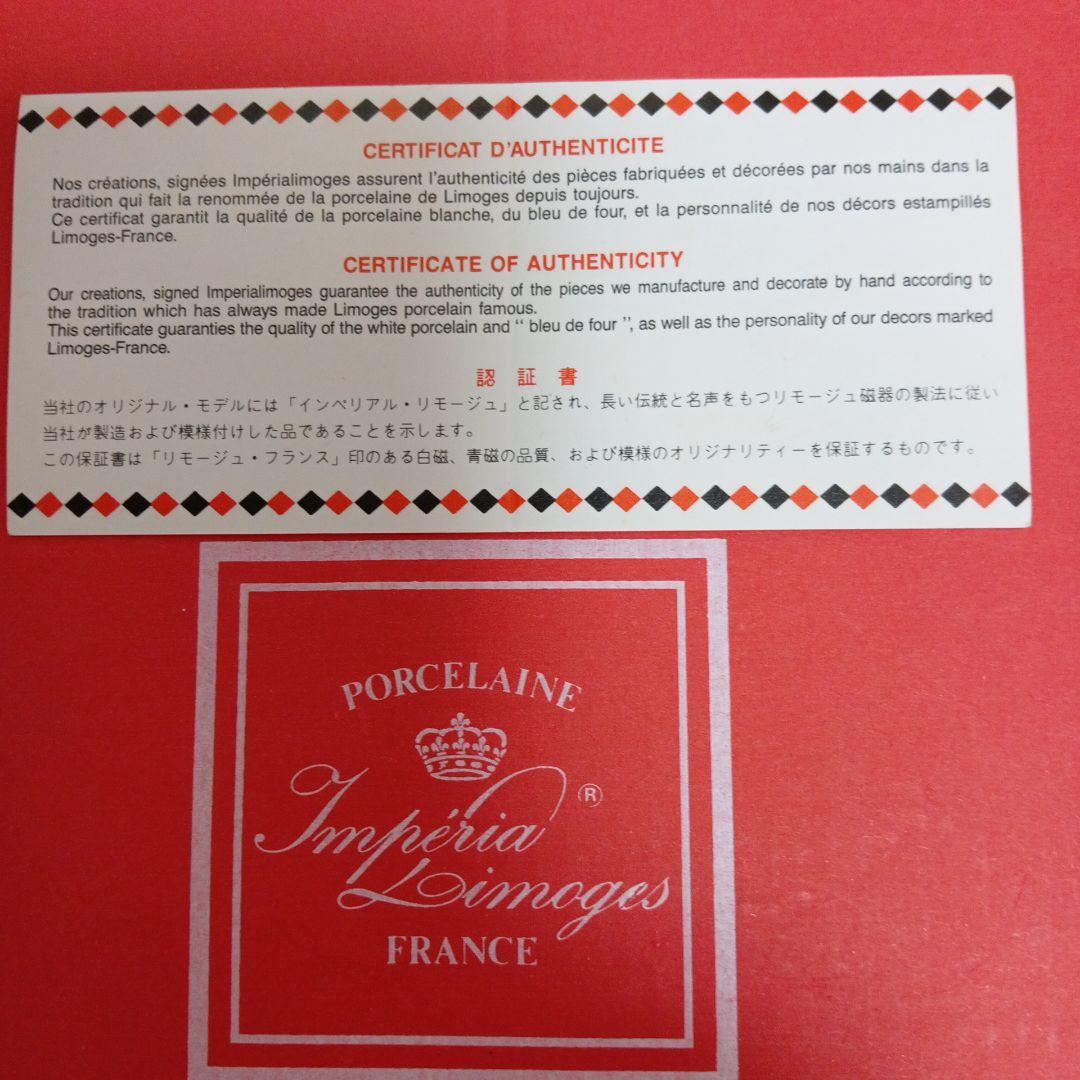 CERTIFICAT D'AUTHENTICITE
Nos créations, signées Impérialimoges assurent l'authenticité des pièces fabriquées et décorées par nos mains dans la
tradition qui fait la renommée de la porcelaine de Limoges depuis toujours.
Ce certificat garantit la qualité de la porcelaine blanche, du bleu de four, et la personnalité de nos décors estampillés
Limoges-France.
CERTIFICATE OF AUTHENTICITY
Our creations, signed Imperialimoges guarantee the authenticity of the pieces we manufacture and decorate by hand according to
the tradition which has always made Limoges porcelain famous.
This certificate guaranties the quality of the white porcelain and “ bleu de four ”, as well as the personality of our decors marked
Limoges-France.
認 証 書
当社のオリジナル・モデルには「インペリアル・リモージュ」と記され、長い伝統と名声をもつリモージュ磁器の製法に従い
当社が製造および模様付けした品であることを示します。
この保証書は「リモージュ・フランス」印のある白磁、青磁の品質、および模様のオリジナリティーを保証するものです。
PORCELAINE
Impéria ®
Limoges
FRANCE